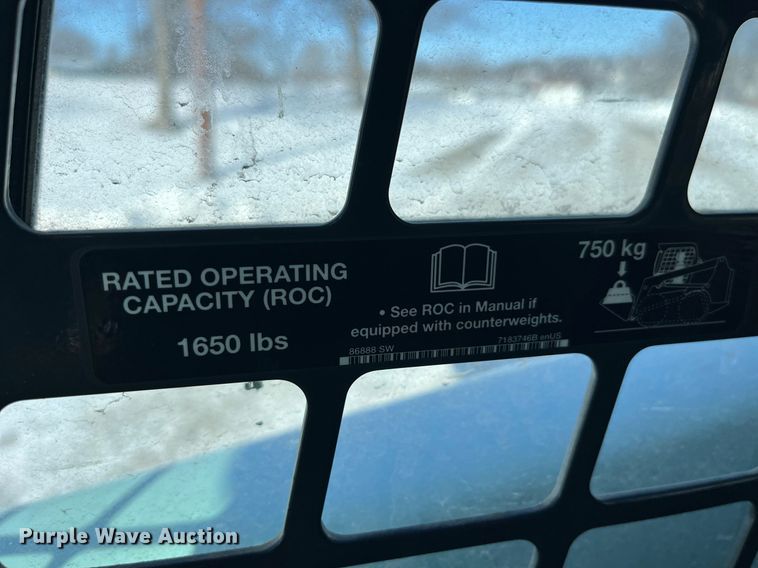 RATED OPERATING
CAPACITY (ROC)
1650 lbs
• See ROC in Manual if
equipped with counterweights.
86888 SW
7183746B enUS
750 kg
Purple Wave Auction